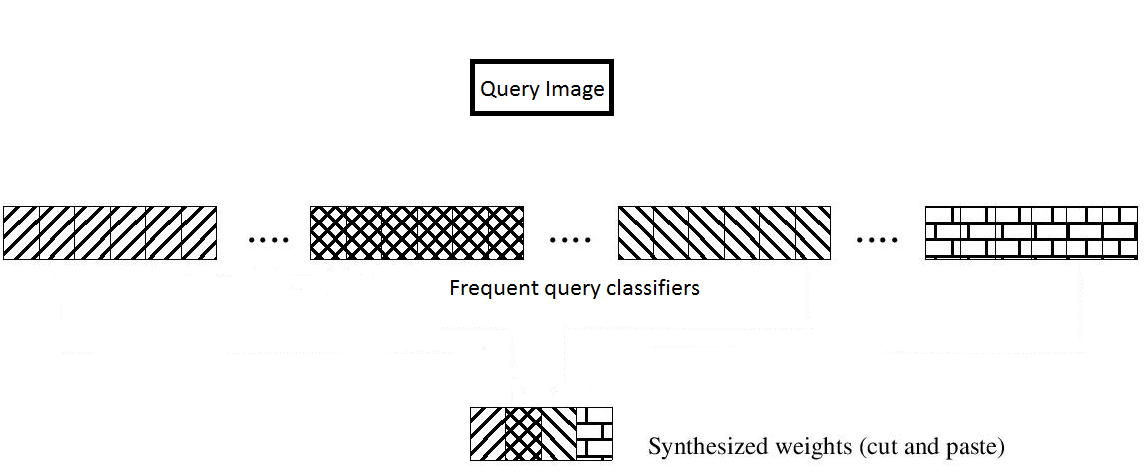 Query Image
.... .... ....
Frequent query classifiers
Synthesized weights (cut and paste)